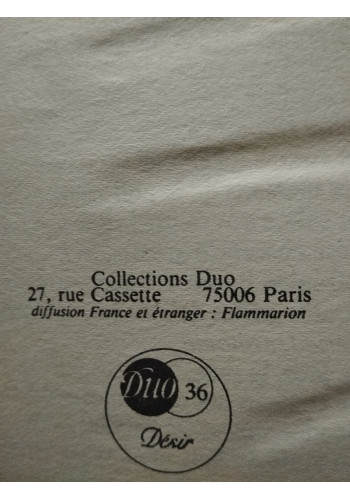 Collections Duo
27, rue Cassette 75006 Paris
diffusion France et étranger : Flammarion
Duo 36
Désir